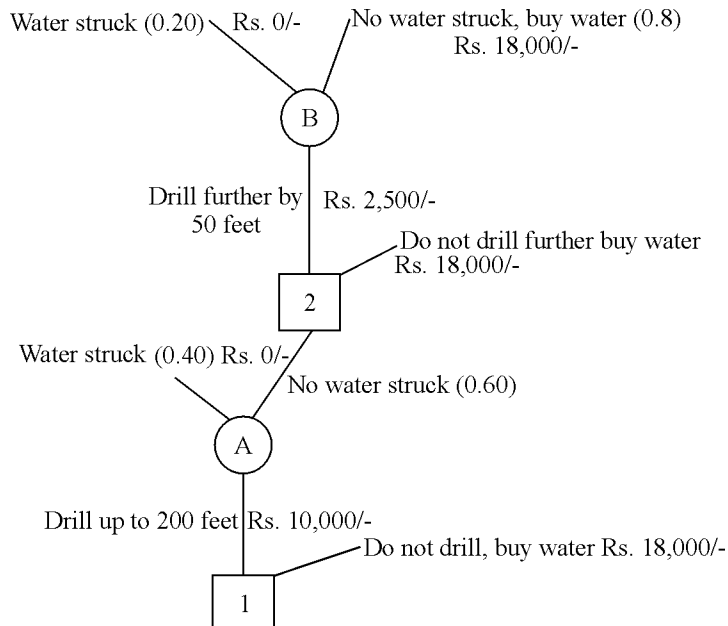 Water struck (0.20) Rs. 0/-
No water struck, buy water (0.8)
Rs. 18,000/-
B
Drill further by
50 feet
Rs. 2,500/-
Do not drill further buy water
Rs. 18,000/-
2
Water struck (0.40) Rs. 0/-
No water struck (0.60)
A
Drill up to 200 feet Rs. 10,000/-
Do not drill, buy water Rs. 18,000/-
1